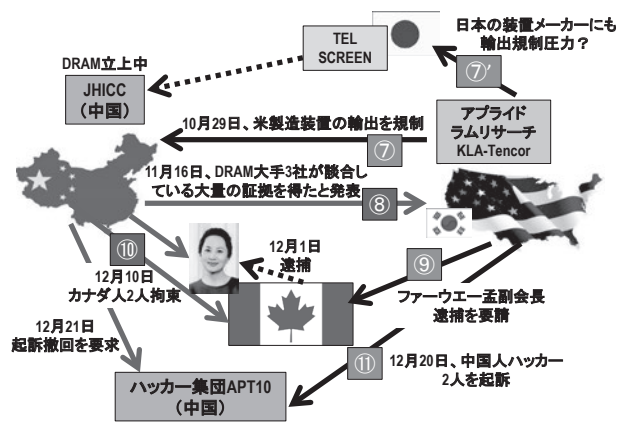 日本の装置メーカーにも
輸出規制圧力？
TEL
SCREEN
⑦'
DRAM立上中
JHICC
（中国）
アプライド
ラムリサーチ
KLA-Tencor
10月29日、米製造装置の輸出を規制
⑦
11月16日、DRAM大手3社が談合し
ている大量の証拠を得たと発表
⑧
⑩
12月1日
逮捕
⑨
12月10日
カナダ人2人拘束
ファーウエー孟副会長
逮捕を要請
12月21日
起訴撤回を要求
⑪
12月20日、中国人ハッカー
2人を起訴
ハッカー集団APT10
（中国）